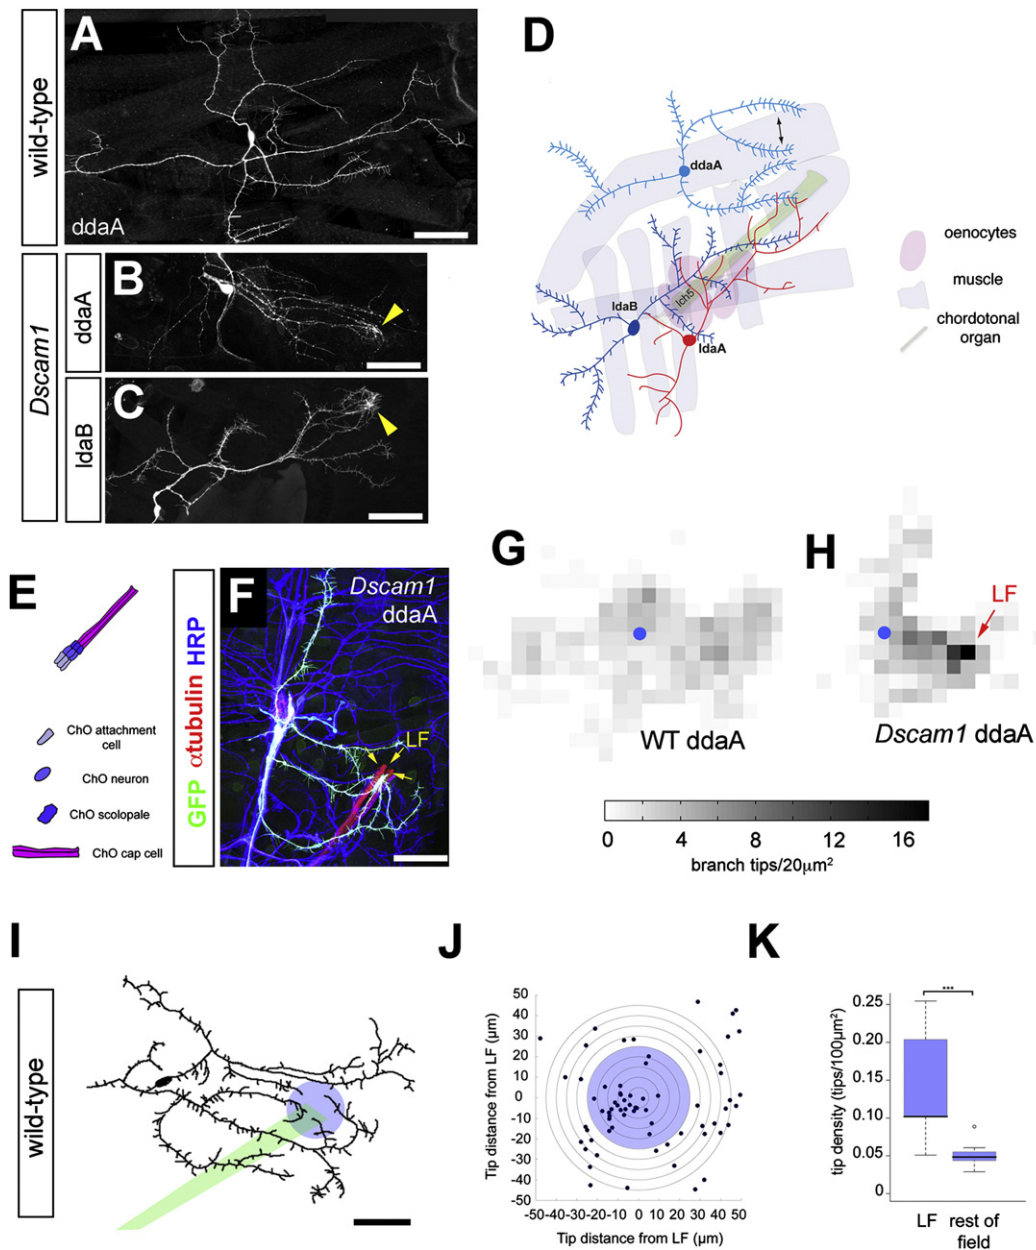 A
wild-type
ddaA
Dscam1
B
ddaA
C
ldaB
D
ddaA
ldaB
lch5
ldaA
oenocytes
muscle
chordotonal
organ
E
ChO attachment
cell
ChO neuron
ChO scolopale
ChO cap cell
GFP αtubulin HRP
F
Dscam1
ddaA
LF
G
WT ddaA
H
LF
Dscam1 ddaA
0 4 8 12 16
branch tips/20μm²
I
wild-type
J
Tip distance from LF (μm)
50
40
30
20
10
0
-10
-20
-30
-40
-50
-50-40-30-20-10 0 10 20 30 40 50
Tip distance from LF (μm)
K
tip density (tips/100μm²)
***
0.25
0.20
0.10
0.05
0
LF rest of
field